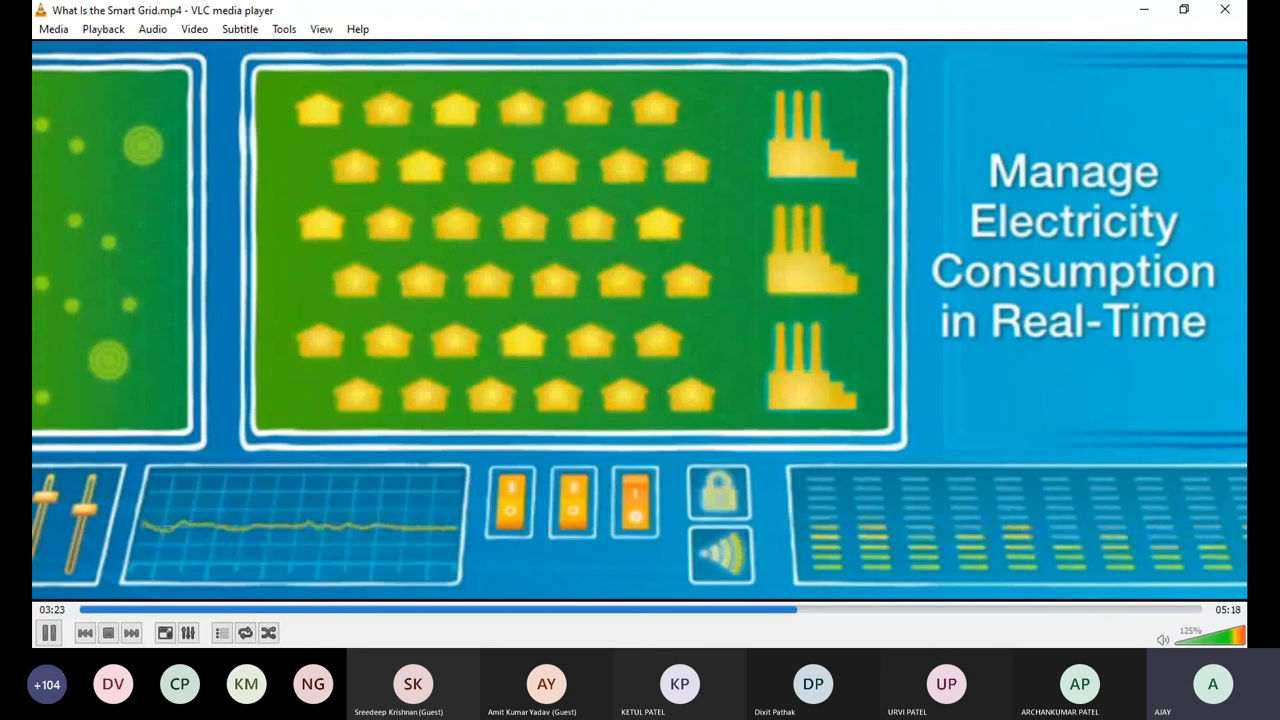 What Is the Smart Grid.mp4 - VLC media player
Media Playback Audio Video Subtitle Tools View Help
Manage
Electricity
Consumption
in Real-Time
03:23
05:18
125%
+104 DV CP KM NG SK AY KP DP UP AP A
Sreedeep Krishnan (Guest) Amit Kumar Yadav (Guest) KETUL PATEL Dixit Pathak URVI PATEL ARCHANKUMAR PATEL AJAY